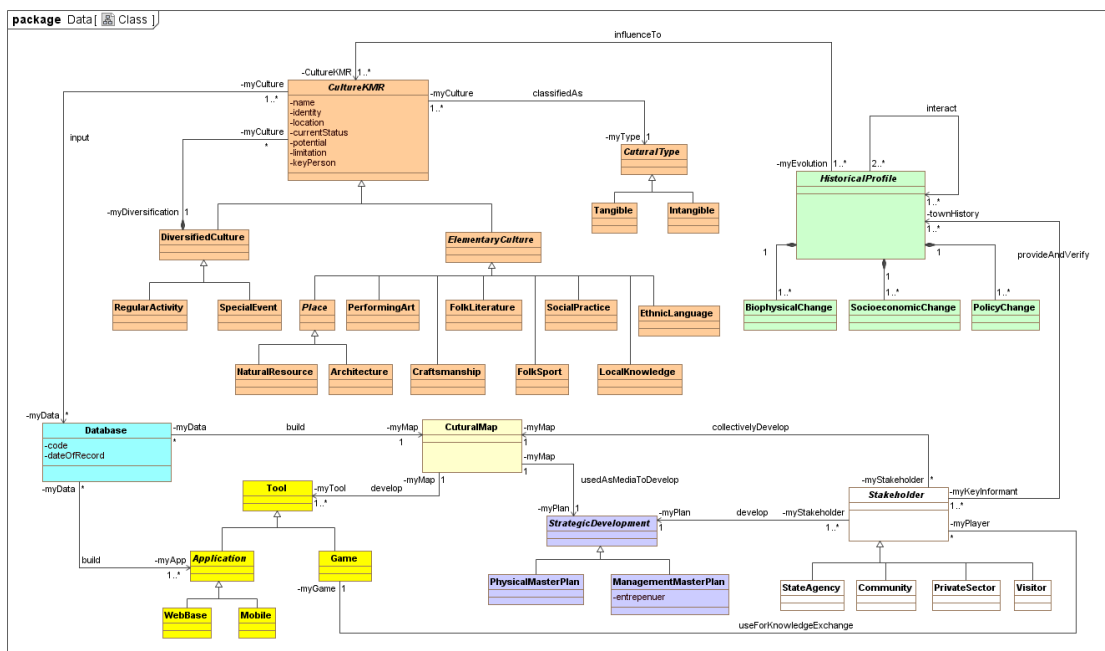 package Data[ Class ]
influenceTo
-CultureKMR 1..*
-myCulture
1..*
CultureKMR
-name
-identity
-location
-currentStatus
-potential
-limitation
-keyPerson
-myCulture
1..*
classifiedAs
interact
input
-myCulture
*
-myType 1
CuturalType
-myEvolution 1..*
2..*
HistoricalProfile
1..*
-townHistory
1..*
Tangible
Intangible
-myDiversification 1
DiversifiedCulture
ElementaryCulture
1
1
1
provideAndVerify
1..*
1..*
1..*
RegularActivity
SpecialEvent
Place
PerformingArt
FolkLiterature
SocialPractice
EthnicLanguage
BiophysicalChange
SocioeconomicChange
PolicyChange
NaturalResource
Architecture
Craftsmanship
FolkSport
LocalKnowledge
-myData *
Database
-code
-dateOfRecord
-myData
*
build
-myMap
1
CuturalMap
-myMap
1
collectivelyDevelop
-myMap
1
-myMap 1
usedAsMediaToDevelop
-myStakeholder *
-myData *
Tool
-myTool
1..*
develop
Stakeholder
-myKeyInformant
1..*
-myPlan 1
StrategicDevelopment
-myPlan
1
develop
-myStakeholder
1..*
-myPlayer
*
build
-myApp
1..*
Application
Game
-myGame 1
PhysicalMasterPlan
ManagementMasterPlan
-entrepenuer
StateAgency
Community
PrivateSector
Visitor
WebBase
Mobile
useForKnowledgeExchange